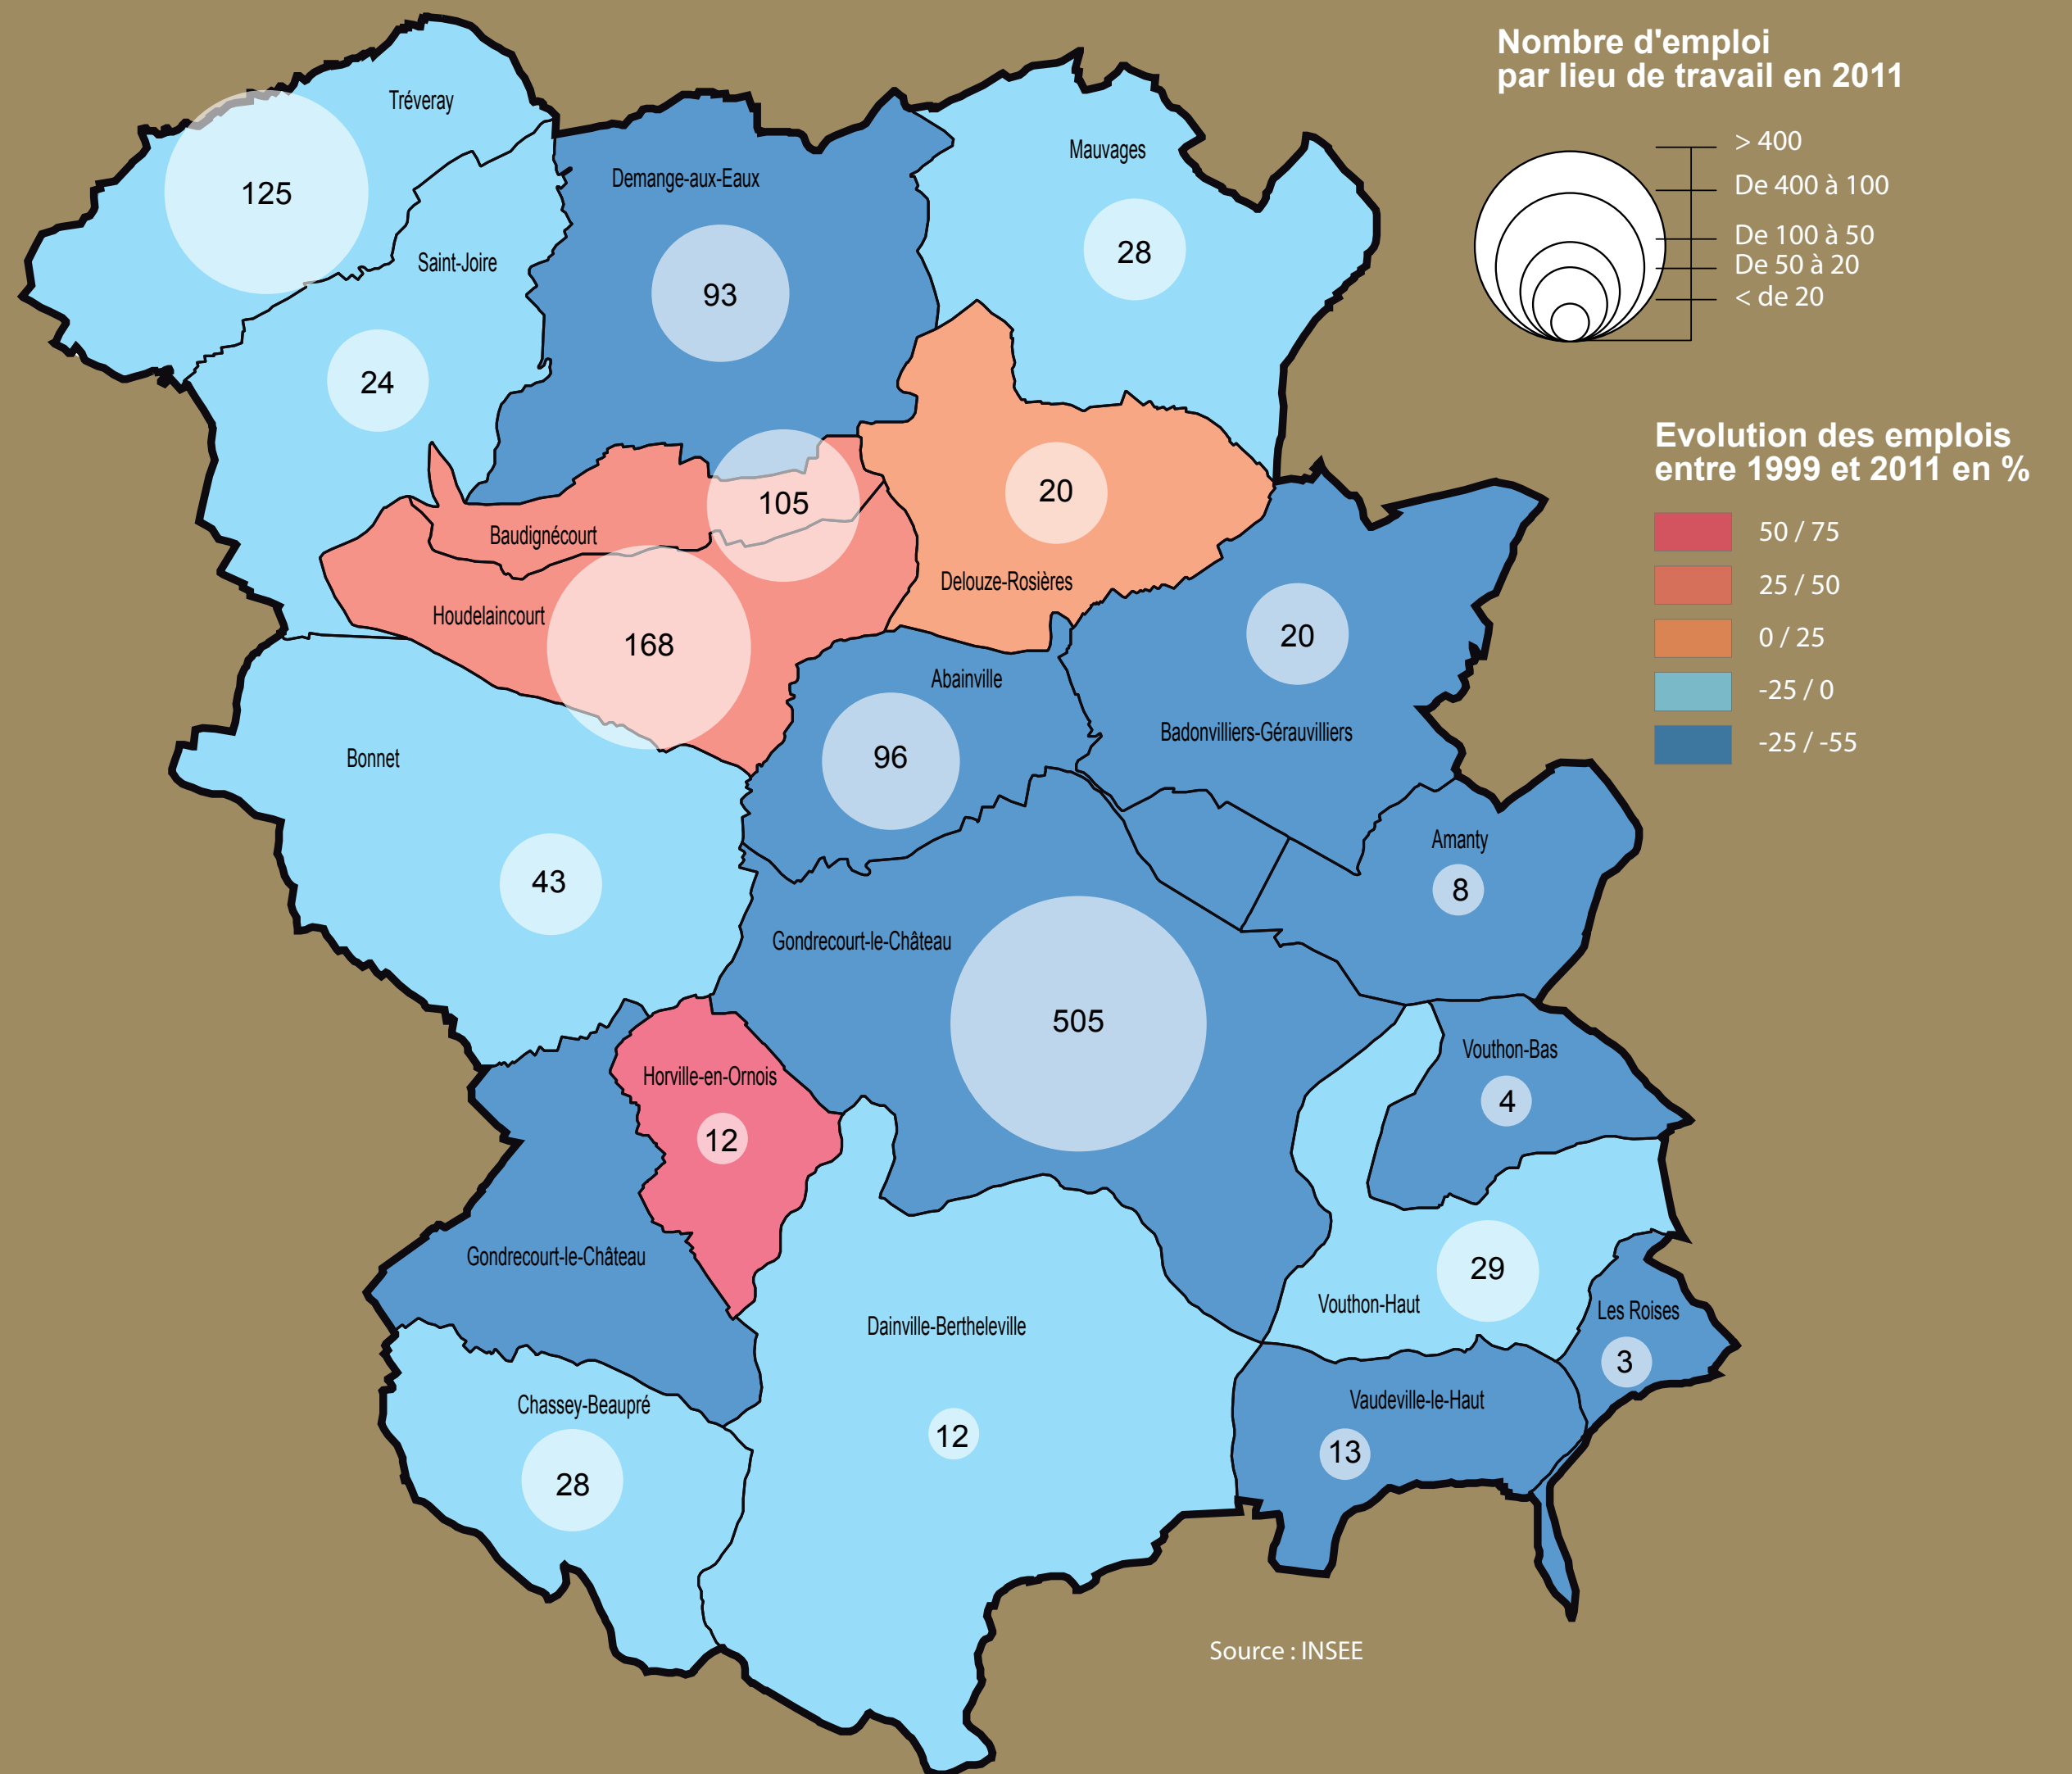 Nombre d'emploi
par lieu de travail en 2011
> 400
De 400 à 100
De 100 à 50
De 50 à 20
< de 20
Evolution des emplois
entre 1999 et 2011 en %
50 / 75
25 / 50
0 / 25
-25 / 0
-25 / -55
Tréveray
125
Saint-Joire
24
Demange-aux-Eaux
93
Mauvages
28
Baudignécourt
105
Houdelaincourt
168
Delouze-Rosières
20
Abainville
96
Badonvilliers-Gérauvilliers
20
Bonnet
43
Amanty
8
Gondrecourt-le-Château
505
Horville-en-Ornois
12
Vouthon-Bas
4
Gondrecourt-le-Château
Vouthon-Haut
29
Les Roises
3
Dainville-Bertheleville
12
Vaudeville-le-Haut
13
Chassey-Beaupré
28
Source : INSEE